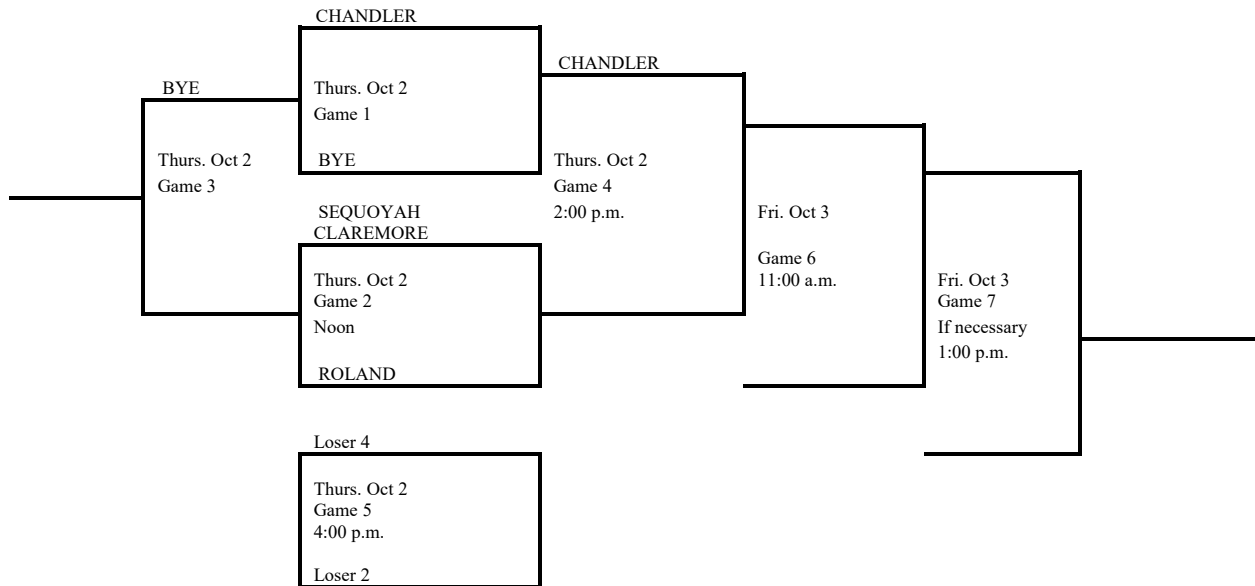 CHANDLER
CHANDLER
BYE
Thurs. Oct 2
Game 1
BYE
Thurs. Oct 2
Game 3
Thurs. Oct 2
Game 4
2:00 p.m.
SEQUOYAH
CLAREMORE
Fri. Oct 3
Game 6
11:00 a.m.
Thurs. Oct 2
Game 2
Noon
Fri. Oct 3
Game 7
If necessary
1:00 p.m.
ROLAND
Loser 4
Thurs. Oct 2
Game 5
4:00 p.m.
Loser 2